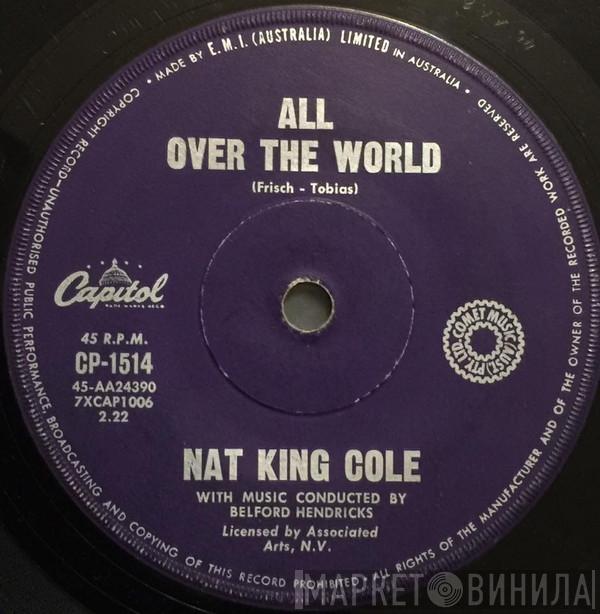 • MADE BY E.M.I. (AUSTRALIA) LIMITED IN AUSTRALIA •
COPYRIGHT RECORD—UNAUTHORISED PUBLIC PERFORMANCE, BROADCASTING AND COPYING OF THIS RECORD PROHIBITED • ALL RIGHTS OF THE MANUFACTURER AND OF THE OWNER OF THE RECORDED WORK ARE RESERVED
ALL
OVER THE WORLD
(Frisch - Tobias)
Capitol
COMET MUSIC (AUST.) PTY. LTD.
45 R.P.M.
CP-1514
45-AA24390
7XCAP1006
2.22
NAT KING COLE
WITH MUSIC CONDUCTED BY
BELFORD HENDRICKS
Licensed by Associated
Arts, N.V.
МАРКЕТ ВИНИЛА